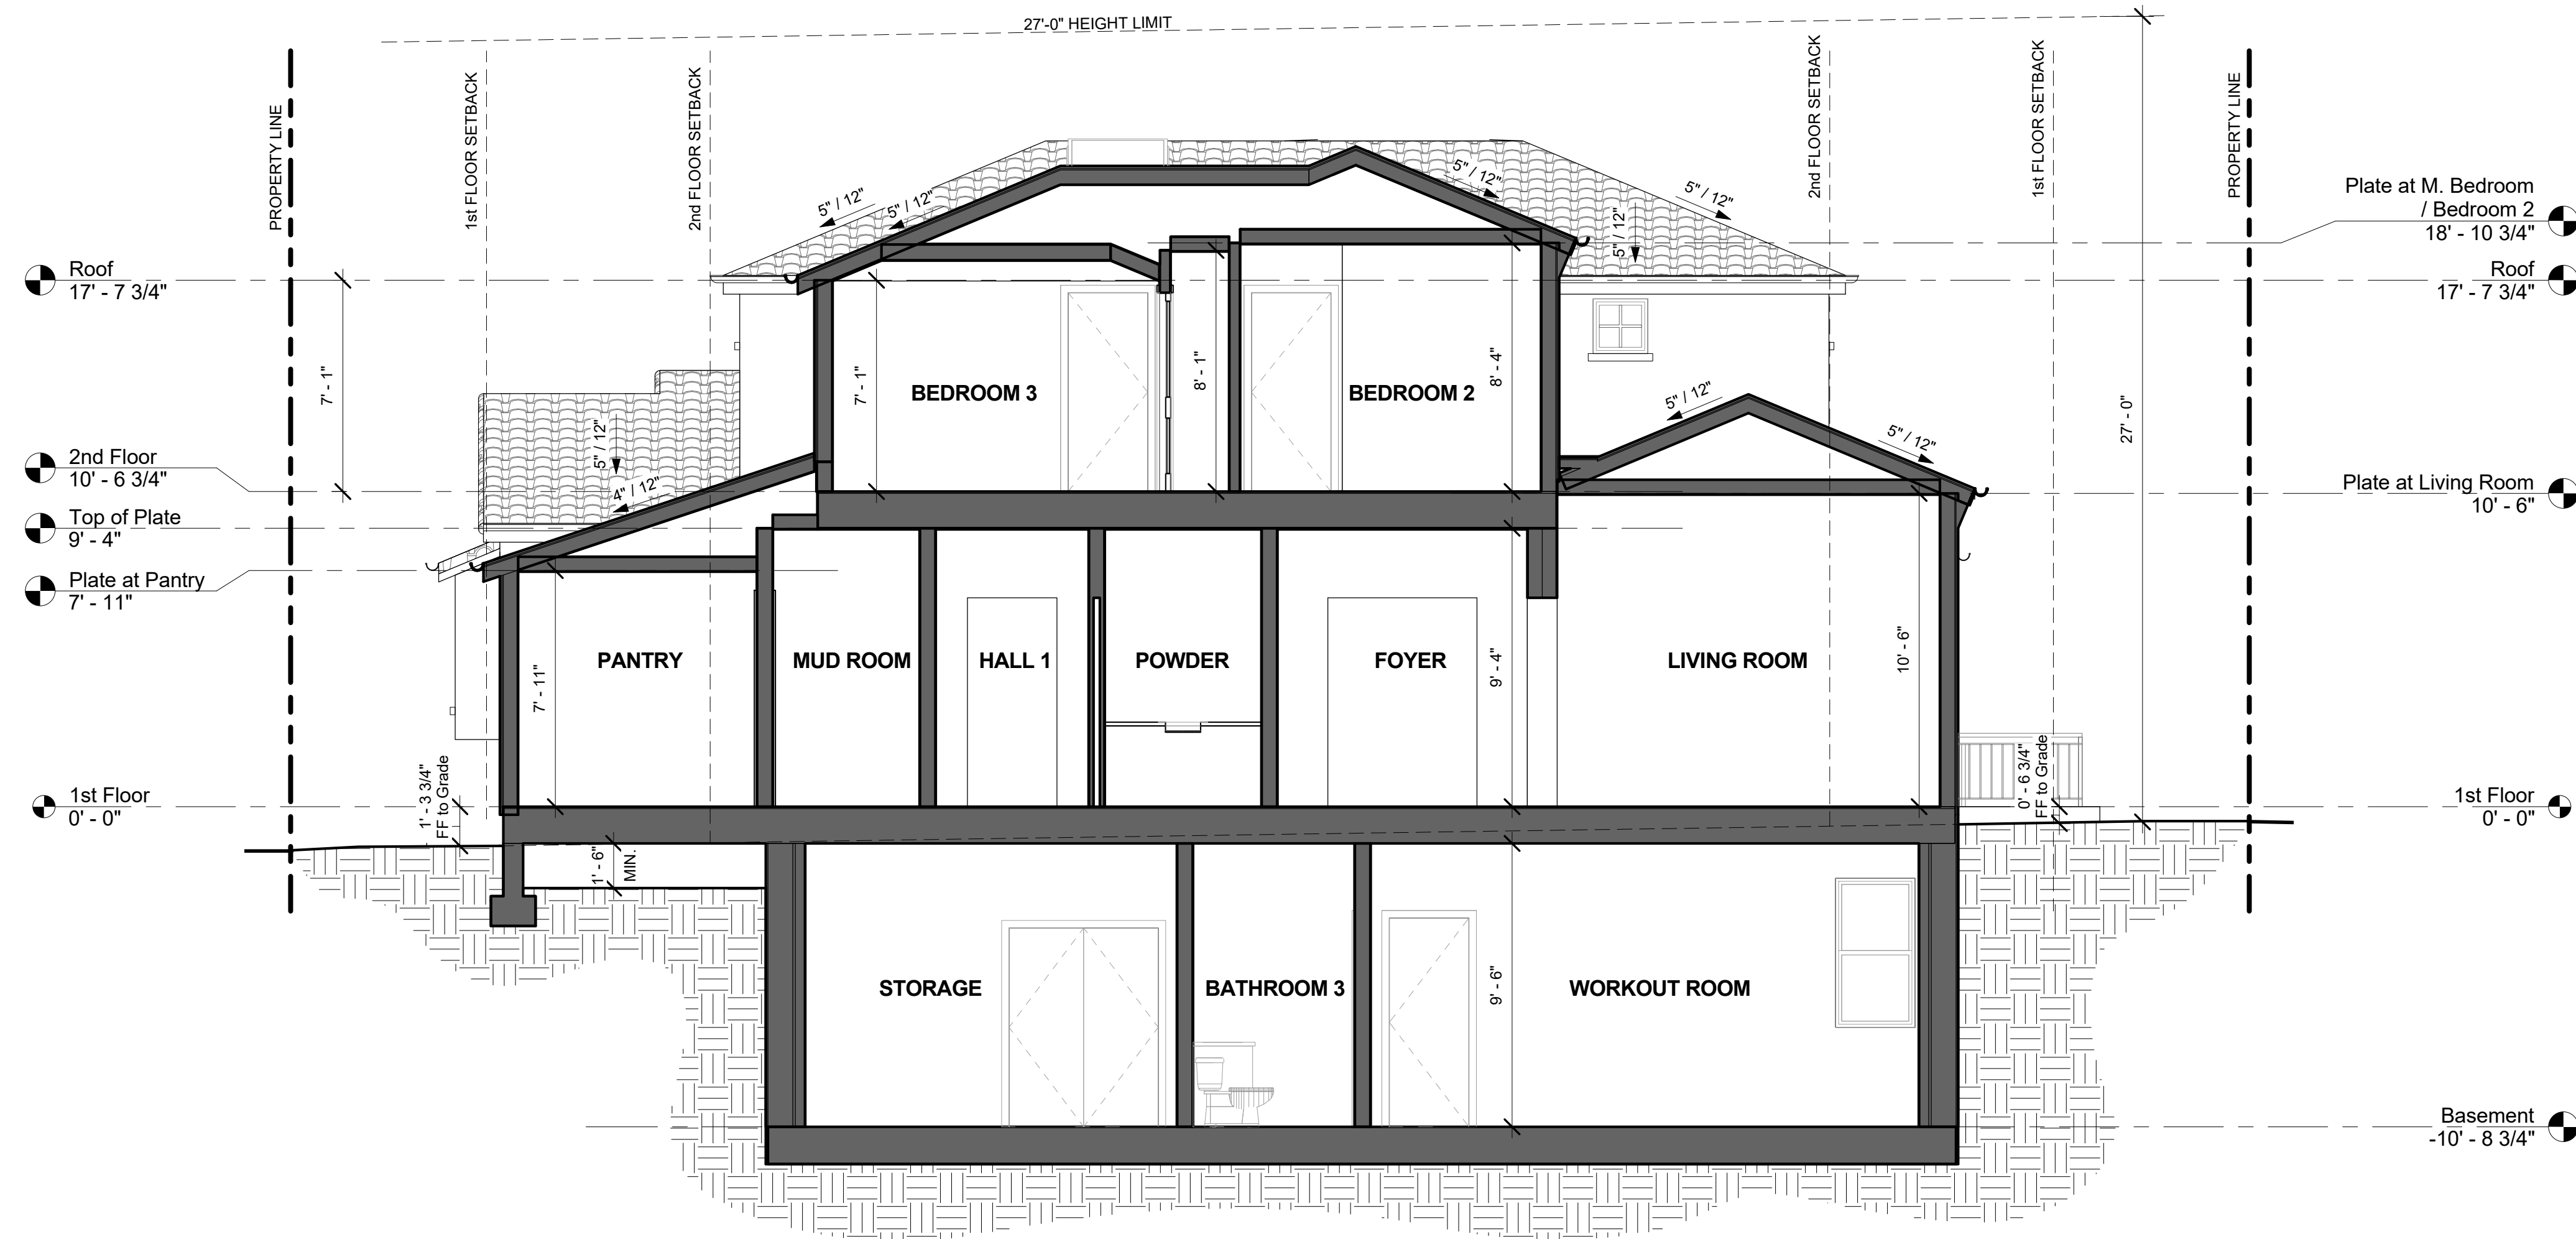 27'-0" HEIGHT LIMIT
PROPERTY LINE
1st FLOOR SETBACK
2nd FLOOR SETBACK
2nd FLOOR SETBACK
1st FLOOR SETBACK
PROPERTY LINE
Plate at M. Bedroom
/ Bedroom 2
18' - 10 3/4"
Roof
17' - 7 3/4"
Roof
17' - 7 3/4"
5" / 12"
5" / 12"
5" / 12"
5" / 12"
5" / 12"
7' - 1"
7' - 1"
BEDROOM 3
8' - 1"
BEDROOM 2
8' - 4"
5" / 12"
5" / 12"
27' - 0"
2nd Floor
10' - 6 3/4"
5" / 12"
4" / 12"
Plate at Living Room
10' - 6"
Top of Plate
9' - 4"
Plate at Pantry
7' - 11"
7' - 11"
PANTRY
MUD ROOM
HALL 1
POWDER
FOYER
9' - 4"
LIVING ROOM
10' - 6"
1st Floor
0' - 0"
1' - 3 3/4"
FF to Grade
0' - 6 3/4"
FF to Grade
1st Floor
0' - 0"
1' - 6"
MIN.
STORAGE
BATHROOM 3
9' - 6"
WORKOUT ROOM
Basement
-10' - 8 3/4"